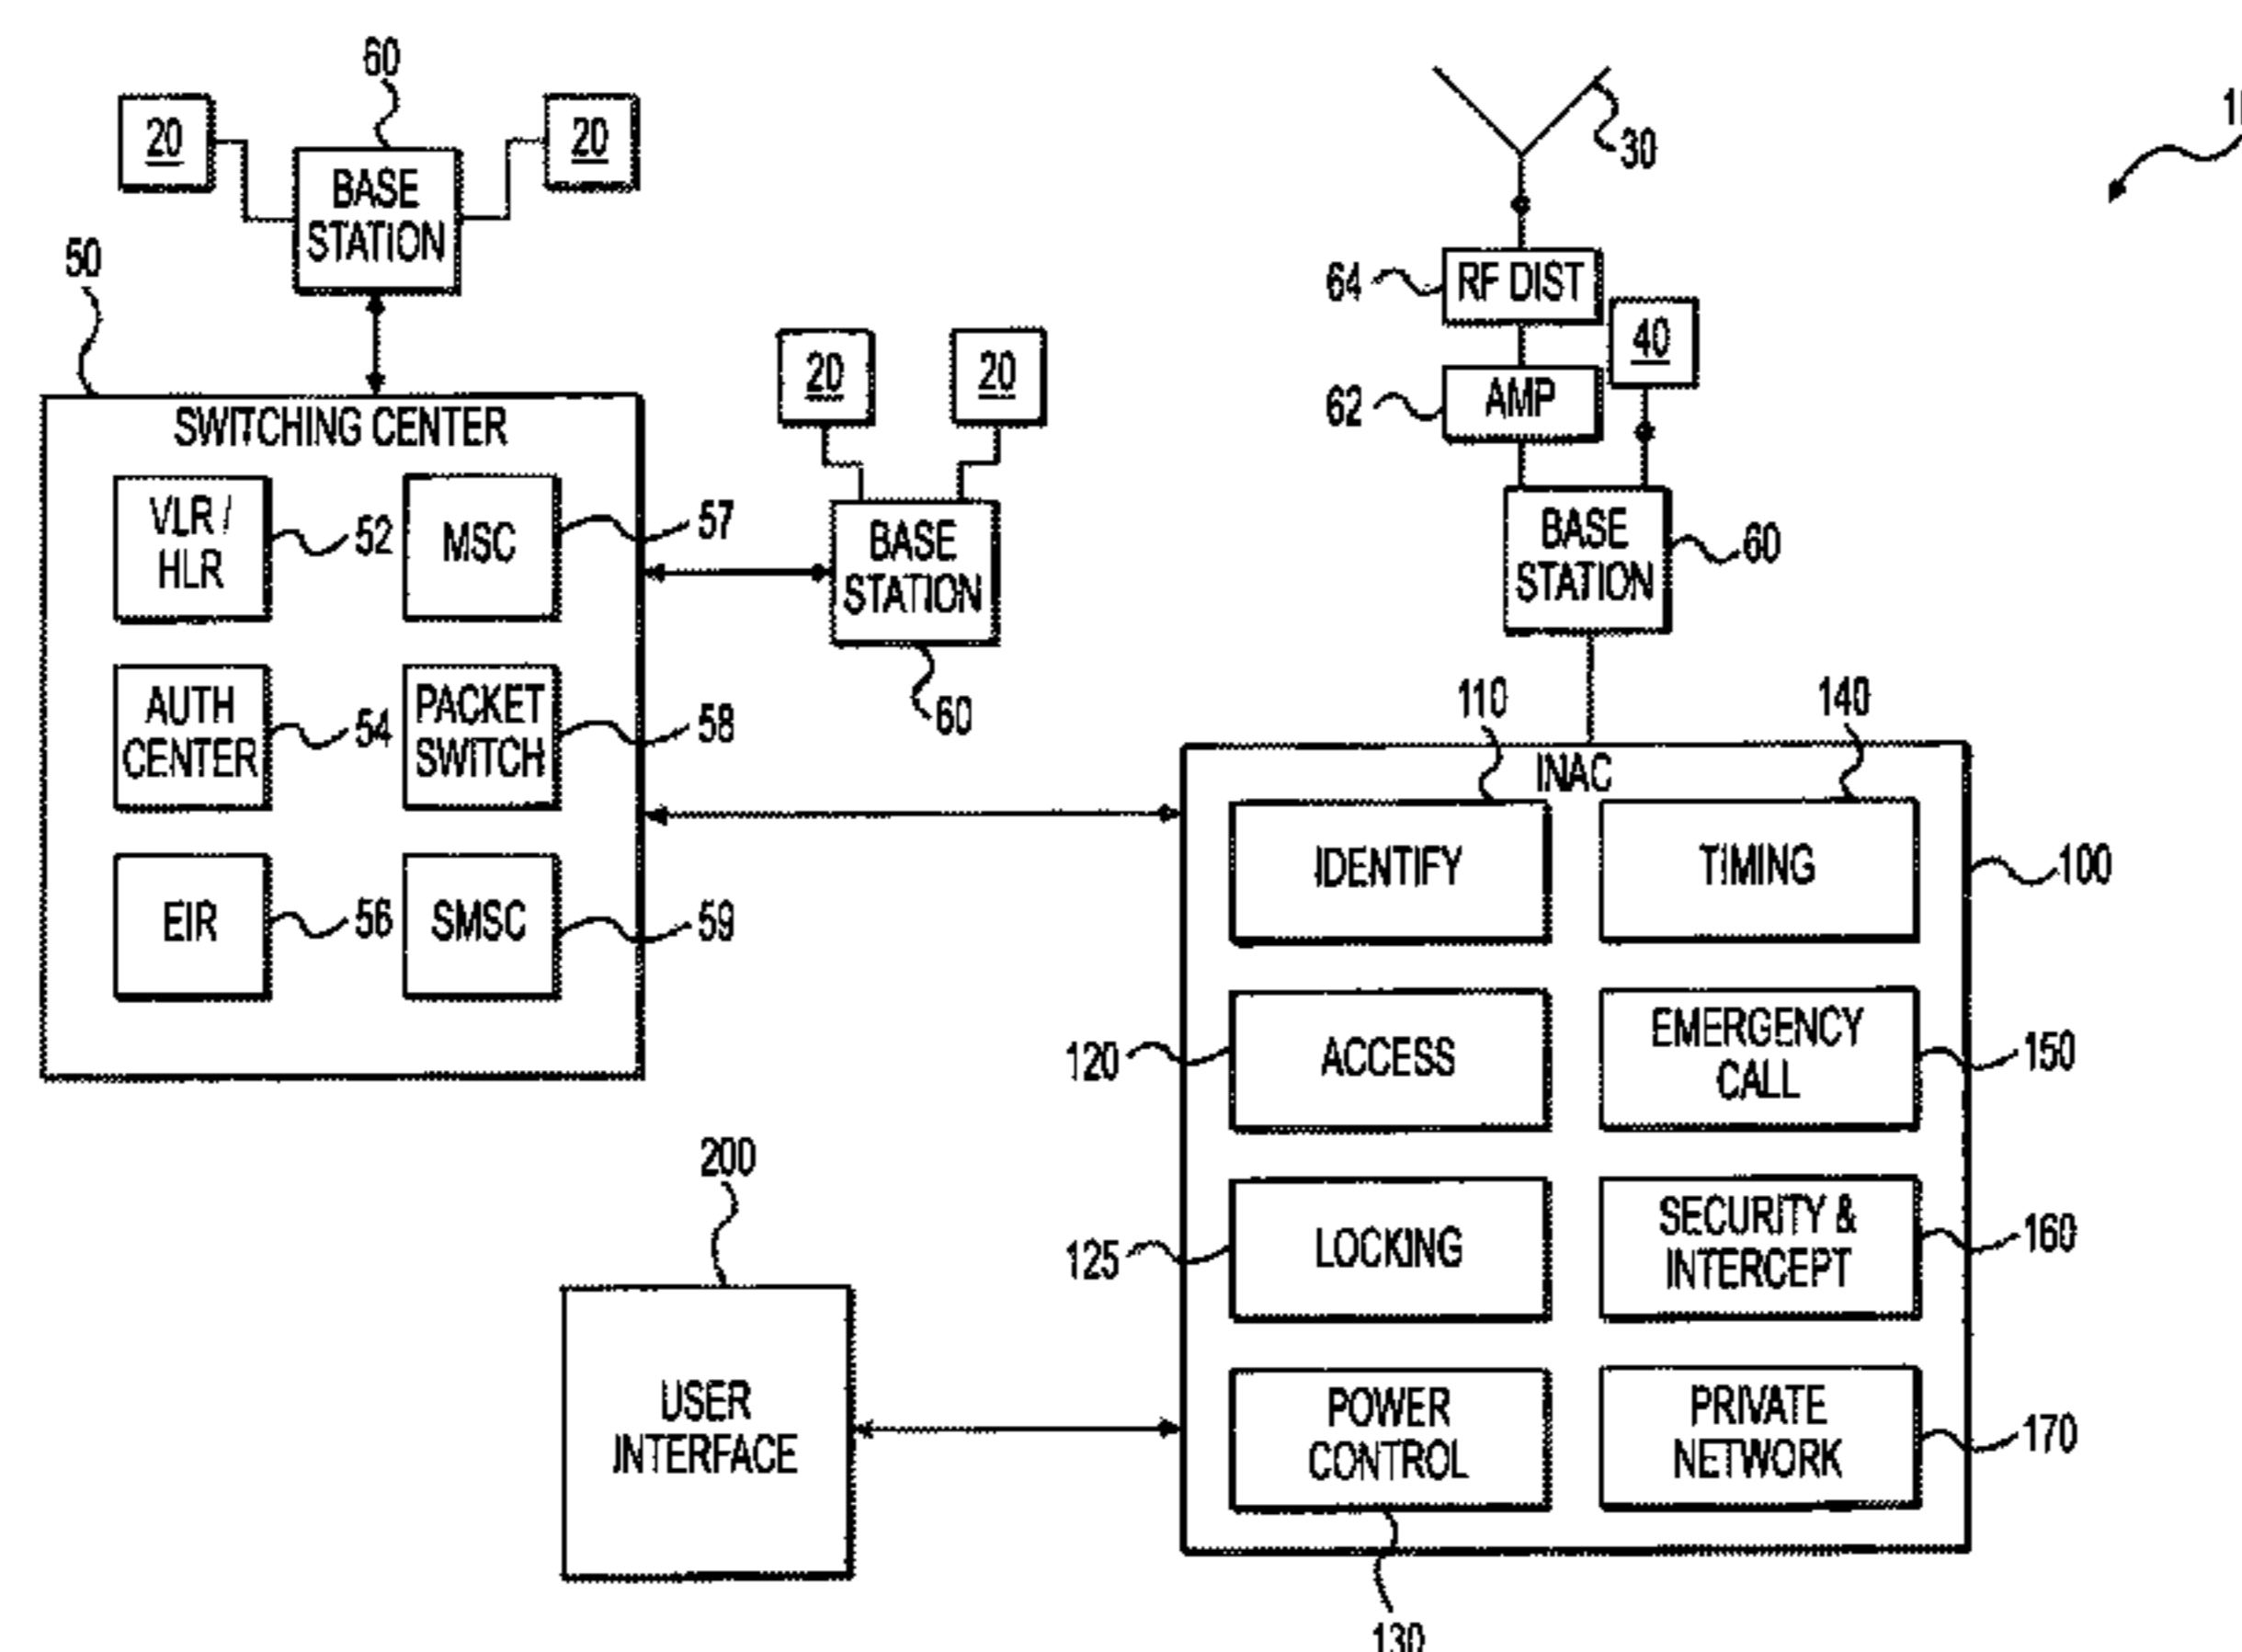 60
20
20
BASE
STATION
50
SWITCHING CENTER
VLR /
HLR
52
MSC
57
AUTH
CENTER
54
PACKET
SWITCH
58
EIR
56
SMSC
59
20
20
BASE
STATION
60
30
64
RF DIST
40
62
AMP
BASE
STATION
60
110
140
INAC
IDENTIFY
TIMING
100
120
ACCESS
EMERGENCY
CALL
150
125
LOCKING
SECURITY &
INTERCEPT
160
POWER
CONTROL
PRIVATE
NETWORK
170
130
200
USER
INTERFACE